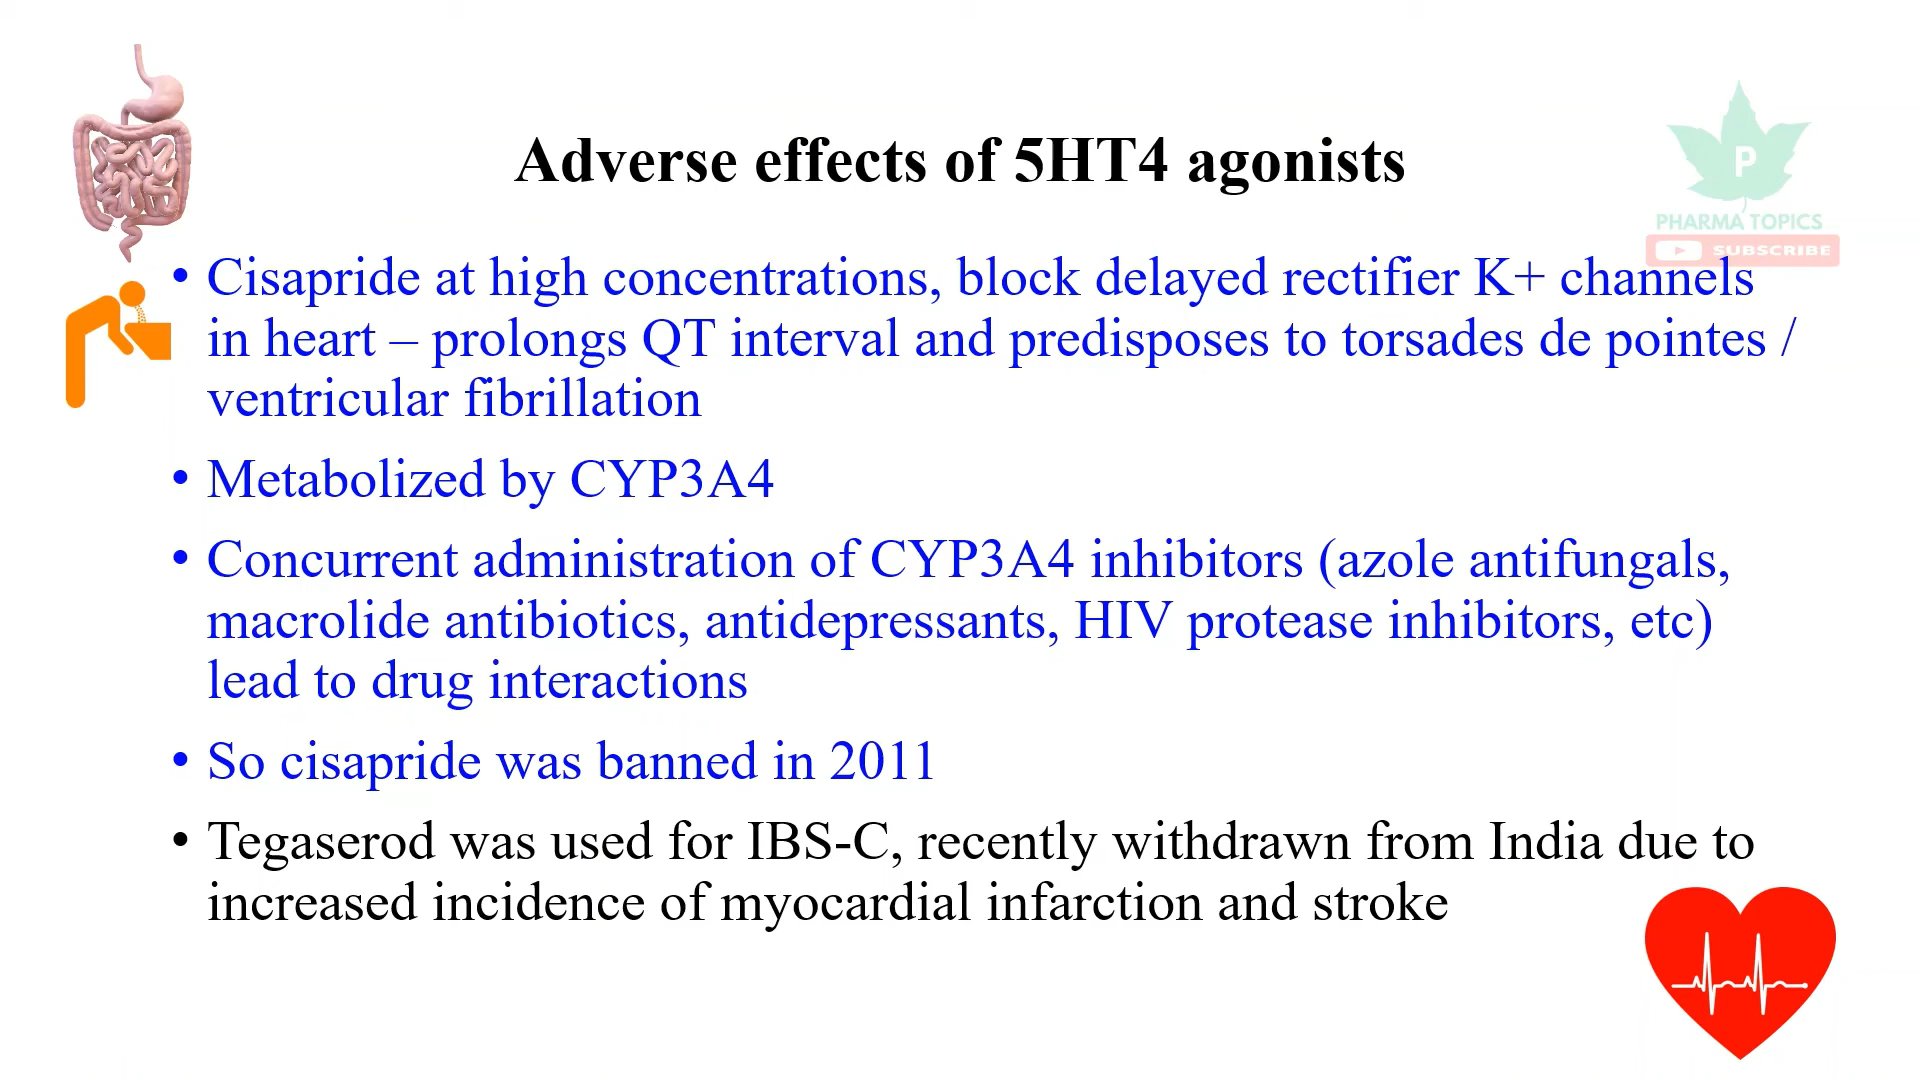 Adverse effects of 5HT4 agonists
P
PHARMA TOPICS
SUBSCRIBE
• Cisapride at high concentrations, block delayed rectifier K+ channels
in heart – prolongs QT interval and predisposes to torsades de pointes /
ventricular fibrillation
• Metabolized by CYP3A4
• Concurrent administration of CYP3A4 inhibitors (azole antifungals,
macrolide antibiotics, antidepressants, HIV protease inhibitors, etc)
lead to drug interactions
• So cisapride was banned in 2011
• Tegaserod was used for IBS-C, recently withdrawn from India due to
increased incidence of myocardial infarction and stroke